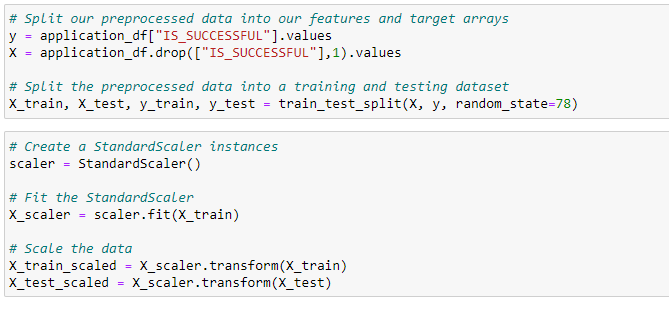 # Split our preprocessed data into our features and target arrays
y = application_df["IS_SUCCESSFUL"].values
X = application_df.drop(["IS_SUCCESSFUL"],1).values
# Split the preprocessed data into a training and testing dataset
X_train, X_test, y_train, y_test = train_test_split(X, y, random_state=78)
# Create a StandardScaler instances
scaler = StandardScaler()
# Fit the StandardScaler
X_scaler = scaler.fit(X_train)
# Scale the data
X_train_scaled = X_scaler.transform(X_train)
X_test_scaled = X_scaler.transform(X_test)